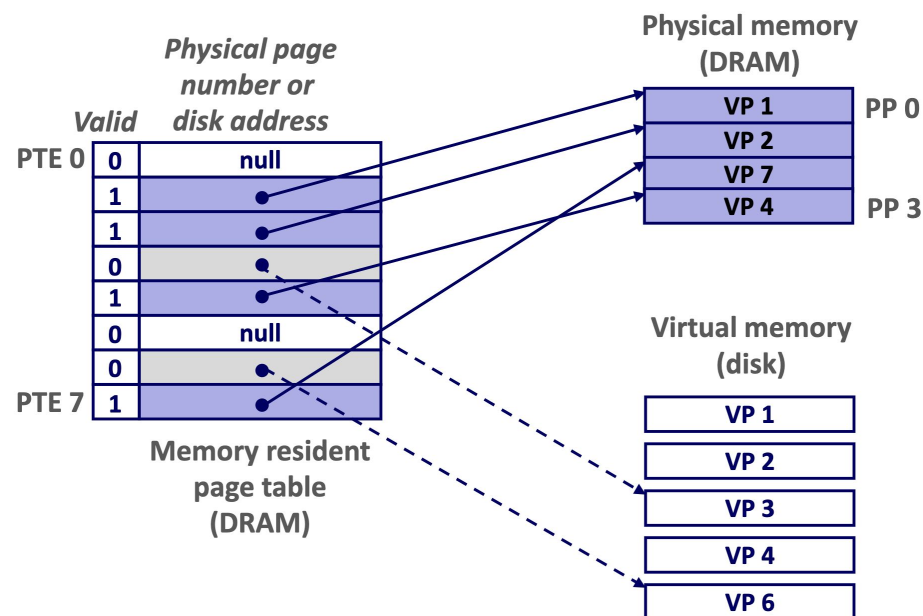 Physical page
number or
disk address
Valid
PTE 0
0
null
1
1
0
1
0
null
0
PTE 7
1
Memory resident
page table
(DRAM)
Physical memory
(DRAM)
VP 1
PP 0
VP 2
VP 7
VP 4
PP 3
Virtual memory
(disk)
VP 1
VP 2
VP 3
VP 4
VP 6